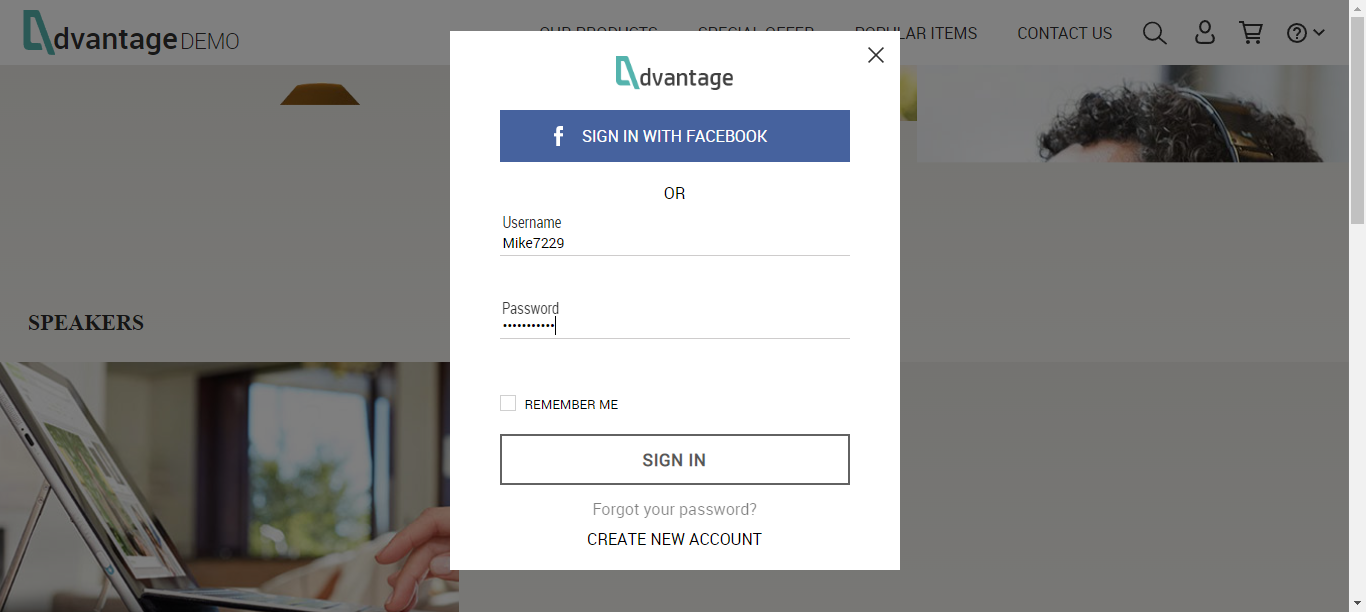 dvantage DEMO
OUR PRODUCTS SPECIAL OFFER POPULAR ITEMS CONTACT US
dvantage
f SIGN IN WITH FACEBOOK
OR
Username
Mike7229
Password
•••••••••••
SPEAKERS
REMEMBER ME
SIGN IN
Forgot your password?
CREATE NEW ACCOUNT